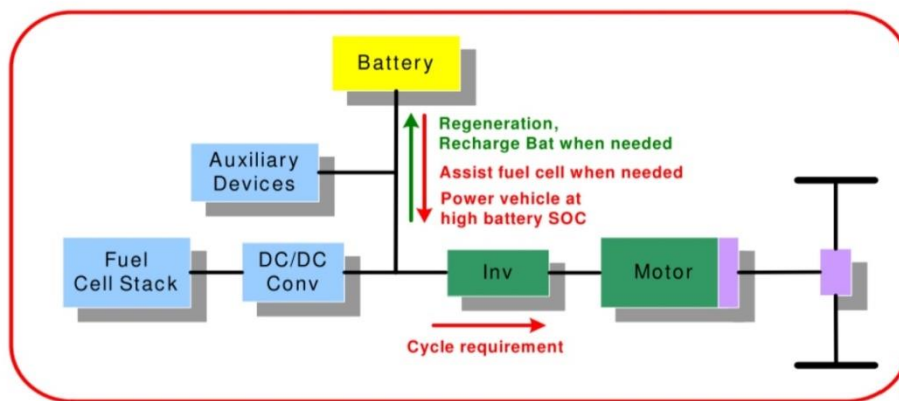 Battery
Regeneration,
Recharge Bat when needed
Assist fuel cell when needed
Power vehicle at
high battery SOC
Auxiliary
Devices
Fuel
Cell Stack
DC/DC
Conv
Inv
Motor
Cycle requirement